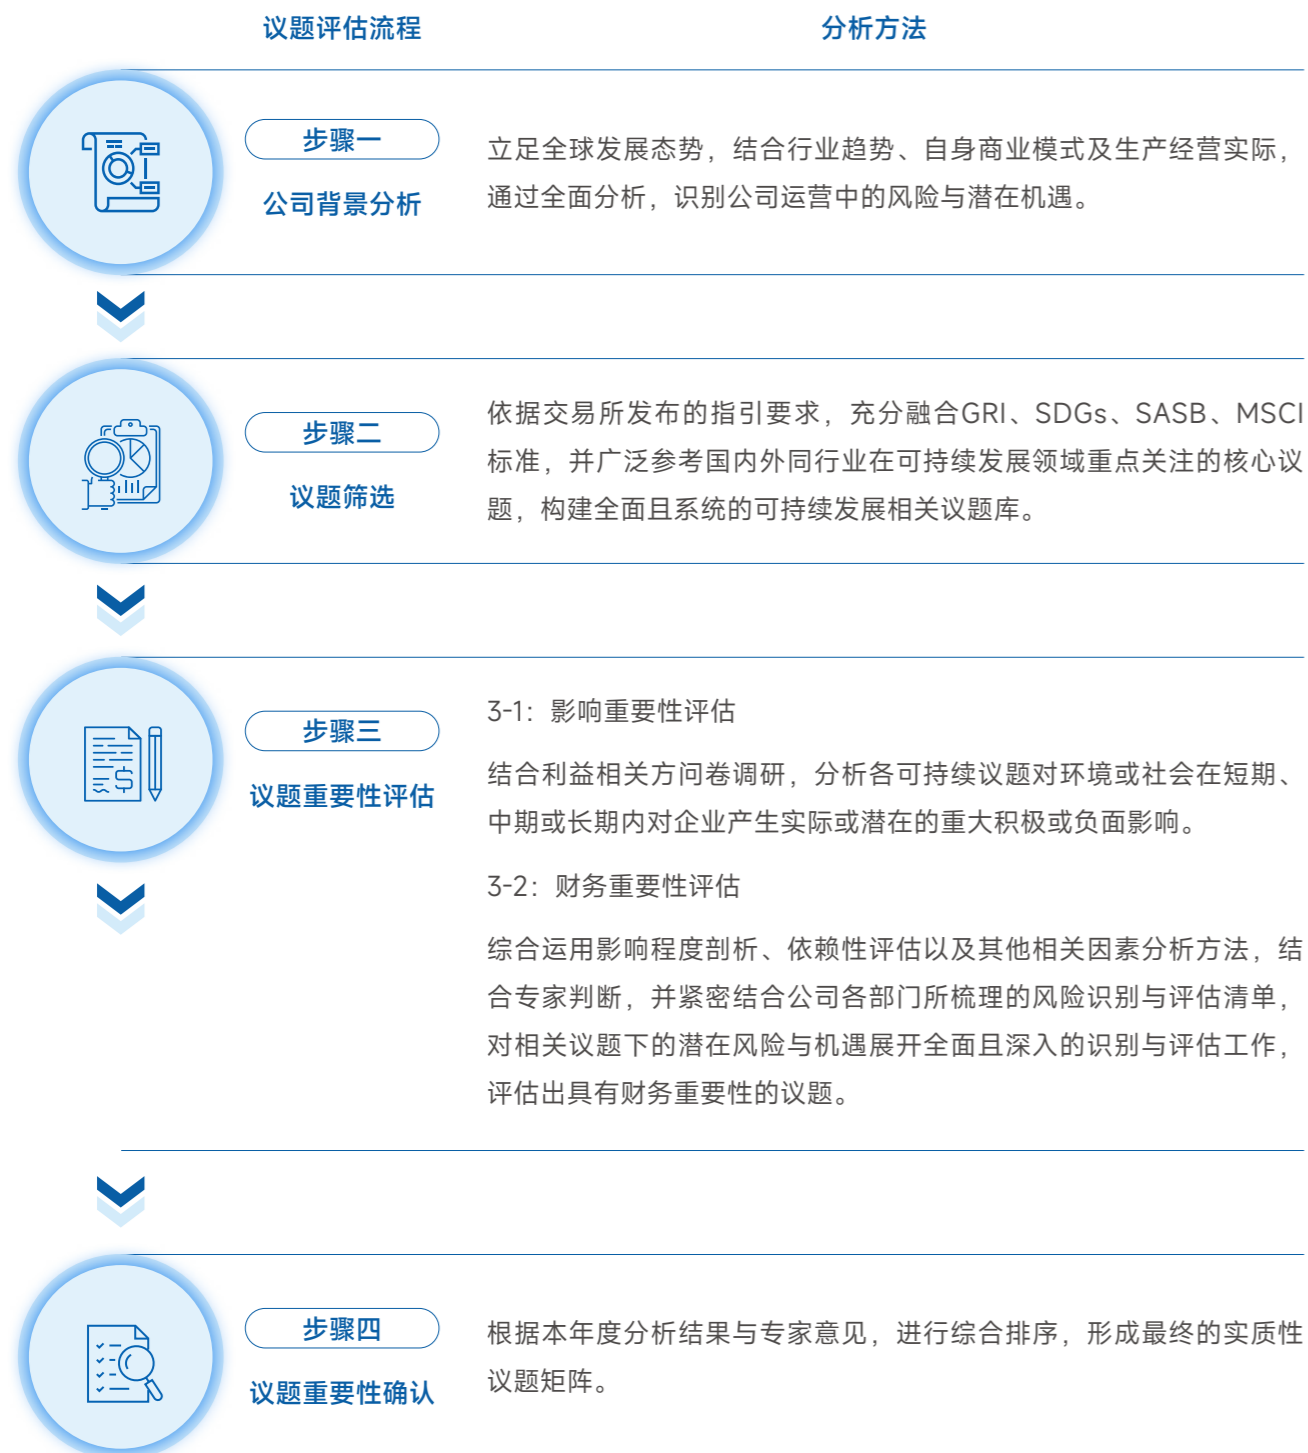 议题评估流程
分析方法
步骤一
公司背景分析
立足全球发展态势，结合行业趋势、自身商业模式及生产经营实际，
通过全面分析，识别公司运营中的风险与潜在机遇。
步骤二
议题筛选
依据交易所发布的指引要求，充分融合GRI、SDGs、SASB、MSCI
标准，并广泛参考国内外同行业在可持续发展领域重点关注的核心议
题，构建全面且系统的可持续发展相关议题库。
步骤三
议题重要性评估
3-1：影响重要性评估
结合利益相关方问卷调研，分析各可持续议题对环境或社会在短期、
中期或长期内对企业产生实际或潜在的重大积极或负面影响。
3-2：财务重要性评估
综合运用影响程度剖析、依赖性评估以及其他相关因素分析方法，结
合专家判断，并紧密结合公司各部门所梳理的风险识别与评估清单，
对相关议题下的潜在风险与机遇展开全面且深入的识别与评估工作，
评估出具有财务重要性的议题。
步骤四
议题重要性确认
根据本年度分析结果与专家意见，进行综合排序，形成最终的实质性
议题矩阵。